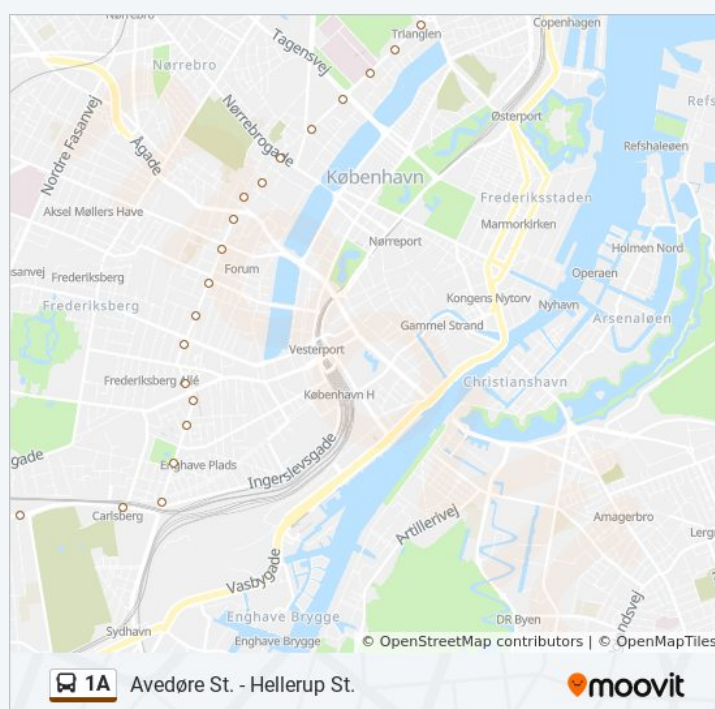 Nørrebro
Trianglen
Copenhagen
Tagensvej
Nørrebro
Refs
Østerport
Nordre Fasanvej
Ågade
Nørrebrogade
Refshaleøen
København
Frederiksstaden
Aksel Møllers Have
Marmorkirken
Nørreport
Holmen Nord
sanvej
Frederiksberg
Forum
Operaen
Frederiksberg
Kongens Nytorv
Nyhavn
Gammel Strand
Arsenaløen
Vesterport
Frederiksberg Allé
København H
Christianshavn
gade
Enghave Plads
Ingerslevsgade
Carlsberg
Artillerivej
Amagerbro
Lerg
Vasbygade
Enghave Brygge
DR Byen
ndsvej
Sydhavn
Enghave Brygge
© OpenStreetMap contributors | © OpenMapTiles
1A Avedøre St. - Hellerup St.
moovit